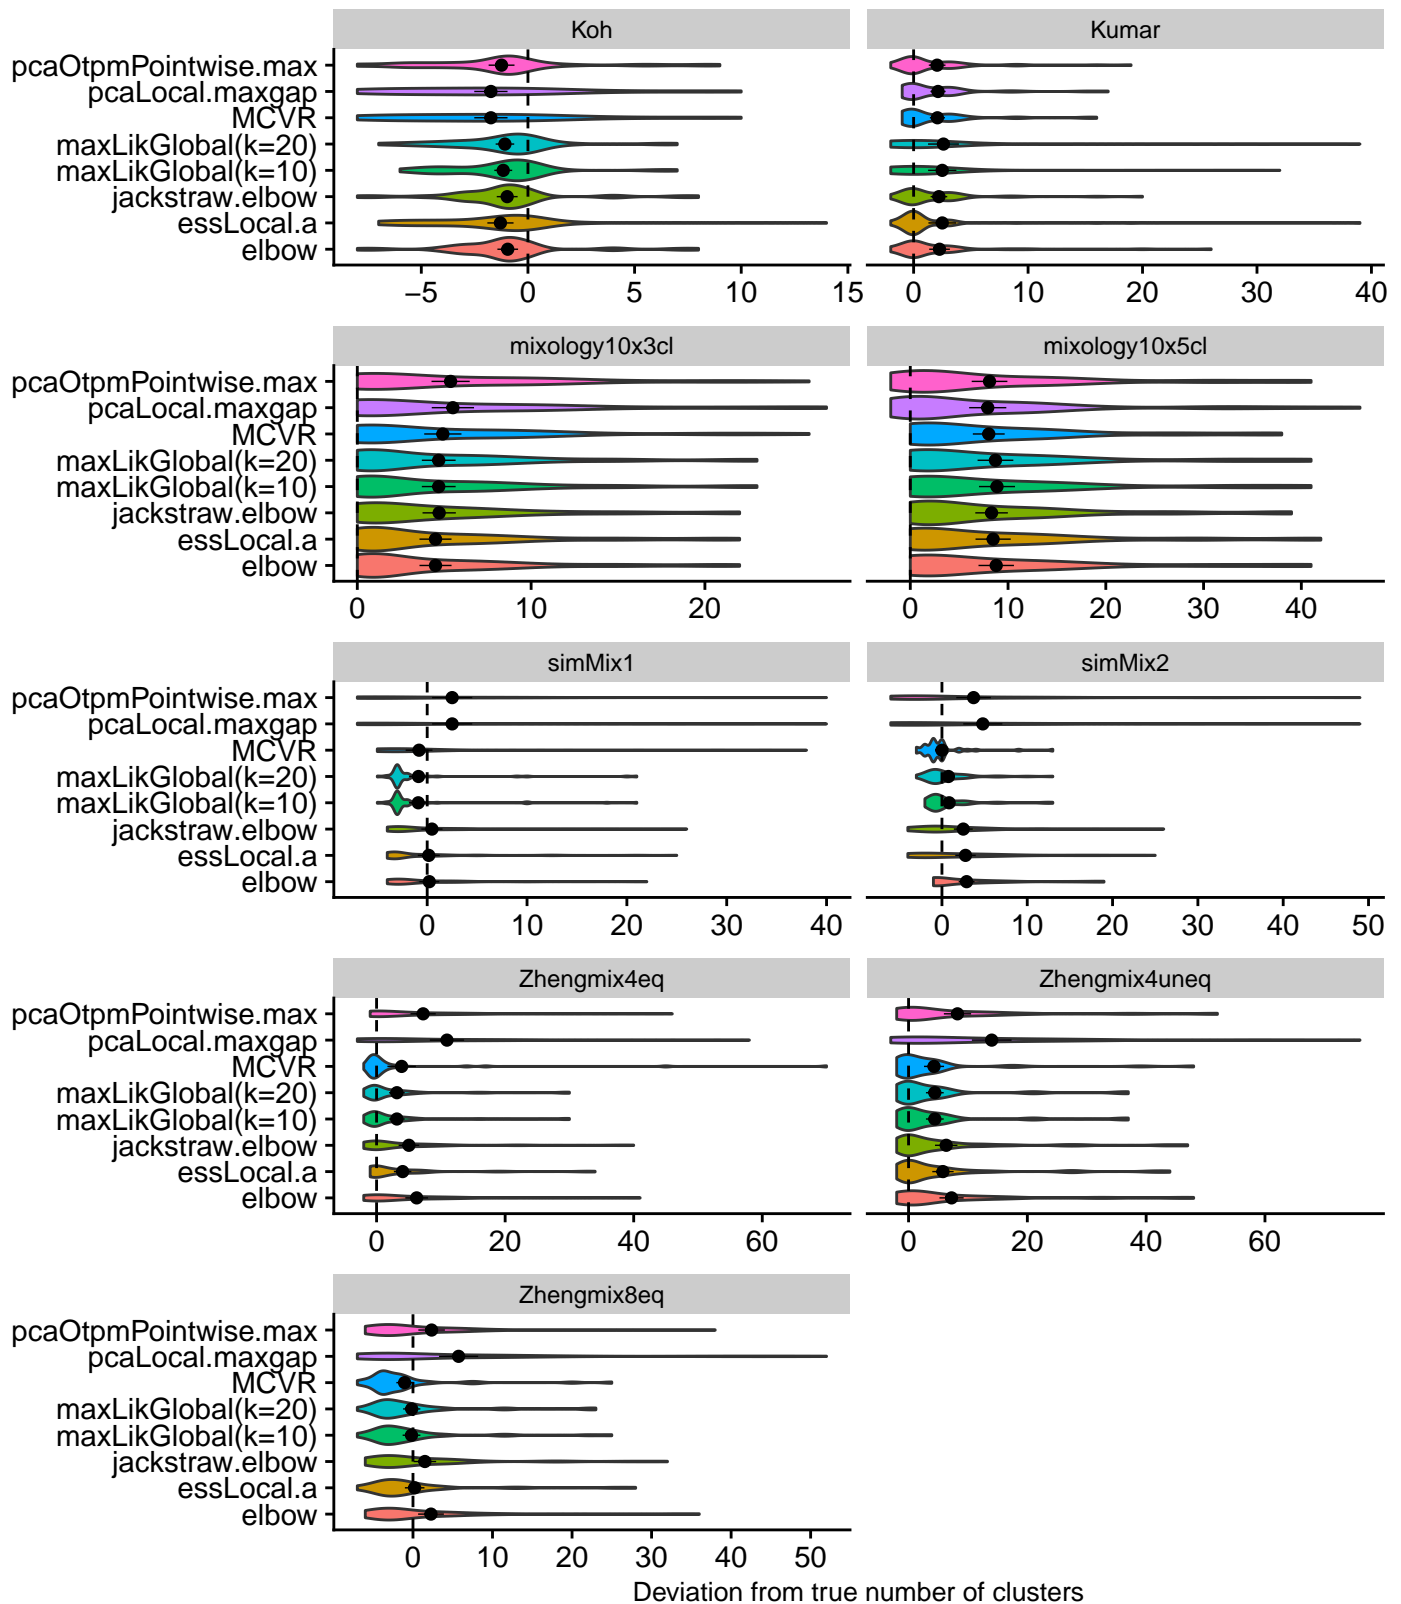 Koh
Kumar
pcaOtpmPointwise.max
pcaLocal.maxgap
MCVR
maxLikGlobal(k=20)
maxLikGlobal(k=10)
jackstraw.elbow
essLocal.a
elbow
−5 0 5 10 15
0 10 20 30 40
mixology10x3cl
mixology10x5cl
pcaOtpmPointwise.max
pcaLocal.maxgap
MCVR
maxLikGlobal(k=20)
maxLikGlobal(k=10)
jackstraw.elbow
essLocal.a
elbow
0 10 20
0 10 20 30 40
simMix1
simMix2
pcaOtpmPointwise.max
pcaLocal.maxgap
MCVR
maxLikGlobal(k=20)
maxLikGlobal(k=10)
jackstraw.elbow
essLocal.a
elbow
0 10 20 30 40
0 10 20 30 40 50
Zhengmix4eq
Zhengmix4uneq
pcaOtpmPointwise.max
pcaLocal.maxgap
MCVR
maxLikGlobal(k=20)
maxLikGlobal(k=10)
jackstraw.elbow
essLocal.a
elbow
0 20 40 60
0 20 40 60
Zhengmix8eq
pcaOtpmPointwise.max
pcaLocal.maxgap
MCVR
maxLikGlobal(k=20)
maxLikGlobal(k=10)
jackstraw.elbow
essLocal.a
elbow
0 10 20 30 40 50
Deviation from true number of clusters